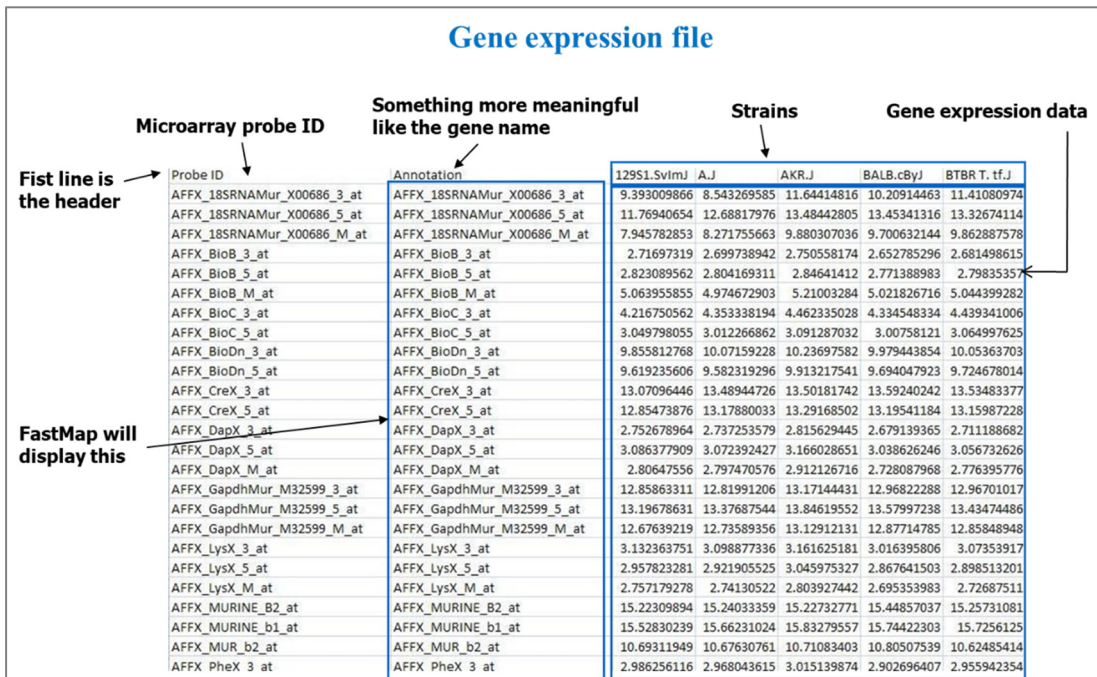 Gene expression file
Something more meaningful
like the gene name
Strains
Gene expression data
Microarray probe ID
Fist line is
the header
FastMap will
display this
Probe ID Annotation 129S1.SvImJ A.J AKR.J BALB.cByJ BTBR T. tf.J
AFFX_18SRNAMur_X00686_3_at AFFX_18SRNAMur_X00686_3_at 9.393009866 8.543269585 11.64414816 10.20914463 11.41080974
AFFX_18SRNAMur_X00686_5_at AFFX_18SRNAMur_X00686_5_at 11.76940654 12.68817976 13.48442805 13.45341316 13.32674114
AFFX_18SRNAMur_X00686_M_at AFFX_18SRNAMur_X00686_M_at 7.945782853 8.271755663 9.880307036 9.700632144 9.862887578
AFFX_BioB_3_at AFFX_BioB_3_at 2.71697319 2.699738942 2.750558174 2.652785296 2.681498615
AFFX_BioB_5_at AFFX_BioB_5_at 2.823089562 2.804169311 2.84641412 2.771388983 2.79835357
AFFX_BioB_M_at AFFX_BioB_M_at 5.063955855 4.974672903 5.21003284 5.021826716 5.044399282
AFFX_BioC_3_at AFFX_BioC_3_at 4.216750562 4.353338194 4.462335028 4.334548334 4.439341006
AFFX_BioC_5_at AFFX_BioC_5_at 3.049798055 3.012266862 3.091287032 3.00758121 3.064997625
AFFX_BioDn_3_at AFFX_BioDn_3_at 9.855812768 10.07159228 10.23697582 9.979443854 10.05363703
AFFX_BioDn_5_at AFFX_BioDn_5_at 9.619235606 9.582319296 9.913217541 9.694047923 9.724678014
AFFX_CreX_3_at AFFX_CreX_3_at 13.07096446 13.48944726 13.50181742 13.59240242 13.53483377
AFFX_CreX_5_at AFFX_CreX_5_at 12.85473876 13.17880033 13.29168502 13.19541184 13.15987228
AFFX_DapX_3_at AFFX_DapX_3_at 2.752678964 2.737253579 2.815629445 2.679139365 2.711188682
AFFX_DapX_5_at AFFX_DapX_5_at 3.086377909 3.072392427 3.166028651 3.038626246 3.056732626
AFFX_DapX_M_at AFFX_DapX_M_at 2.80647556 2.797470576 2.912126716 2.728087968 2.776395776
AFFX_GapdhMur_M32599_3_at AFFX_GapdhMur_M32599_3_at 12.85863311 12.81991206 13.17144431 12.96822288 12.96701017
AFFX_GapdhMur_M32599_5_at AFFX_GapdhMur_M32599_5_at 13.19678631 13.37687544 13.84619552 13.57997238 13.43474486
AFFX_GapdhMur_M32599_M_at AFFX_GapdhMur_M32599_M_at 12.67639219 12.73589356 13.12912131 12.87714785 12.85848948
AFFX_LysX_3_at AFFX_LysX_3_at 3.132363751 3.098877336 3.161625181 3.016395806 3.07353917
AFFX_LysX_5_at AFFX_LysX_5_at 2.957823281 2.921905525 3.045975327 2.867641503 2.898513201
AFFX_LysX_M_at AFFX_LysX_M_at 2.757179278 2.74130522 2.803927442 2.695353983 2.72687511
AFFX_MURINE_B2_at AFFX_MURINE_B2_at 15.22309894 15.24033359 15.22732771 15.44857037 15.25731081
AFFX_MURINE_b1_at AFFX_MURINE_b1_at 15.52830239 15.66231024 15.83279557 15.74422303 15.7256125
AFFX_MUR_b2_at AFFX_MUR_b2_at 10.69311949 10.67630761 10.71083403 10.80507539 10.62485414
AFFX_PheX_3_at AFFX_PheX_3_at 2.986256116 2.968043615 3.015139874 2.902696407 2.955942354